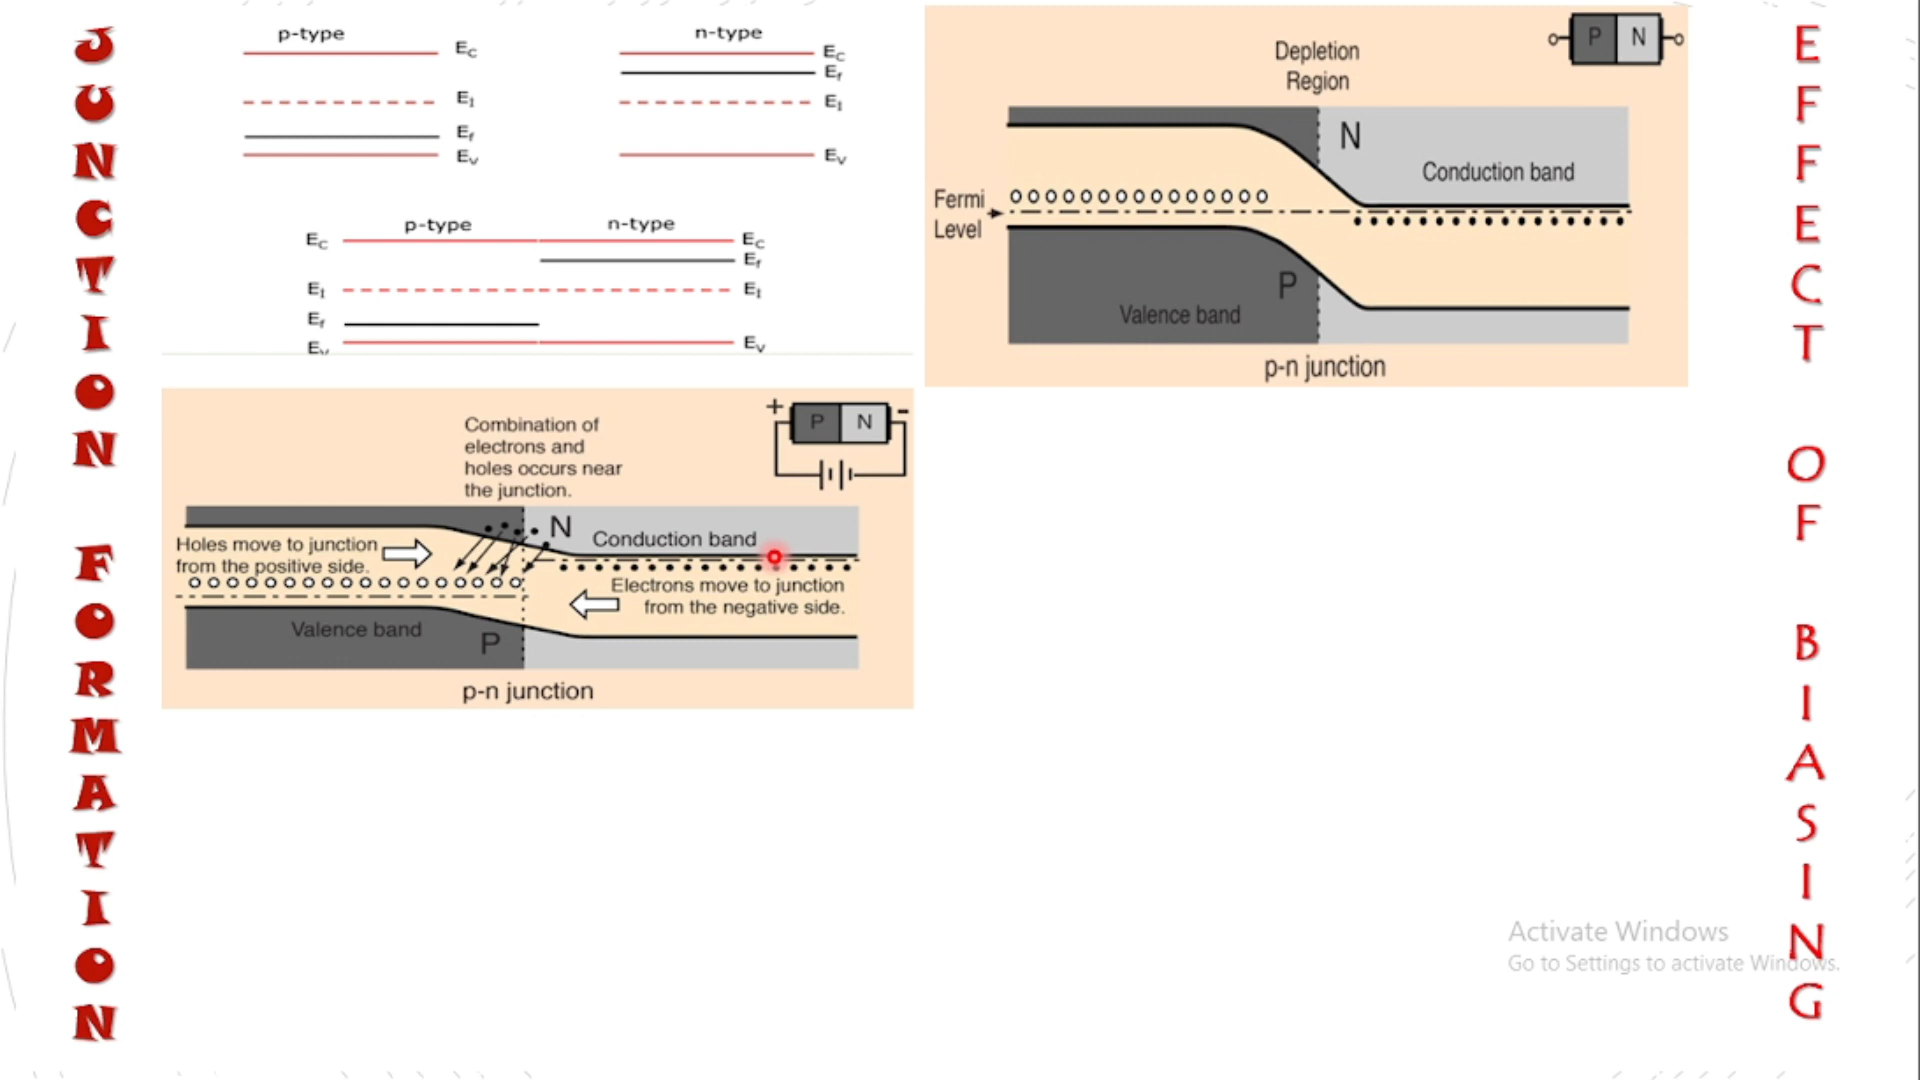 JUNCTION FORMATION
p-type
n-type
EC
EI
Ef
EV
EC
Ef
EI
EV
p-type
n-type
EC
EI
Ef
EV
EC
Ef
EI
EV
Depletion
Region
P N
N
Conduction band
Fermi
Level
P
Valence band
p-n junction
Combination of
electrons and
holes occurs near
the junction.
+ P N -
N
Conduction band
Holes move to junction
from the positive side.
Electrons move to junction
from the negative side.
Valence band
P
p-n junction
EFFECT OF BIASING
Activate Windows
Go to Settings to activate Windows.